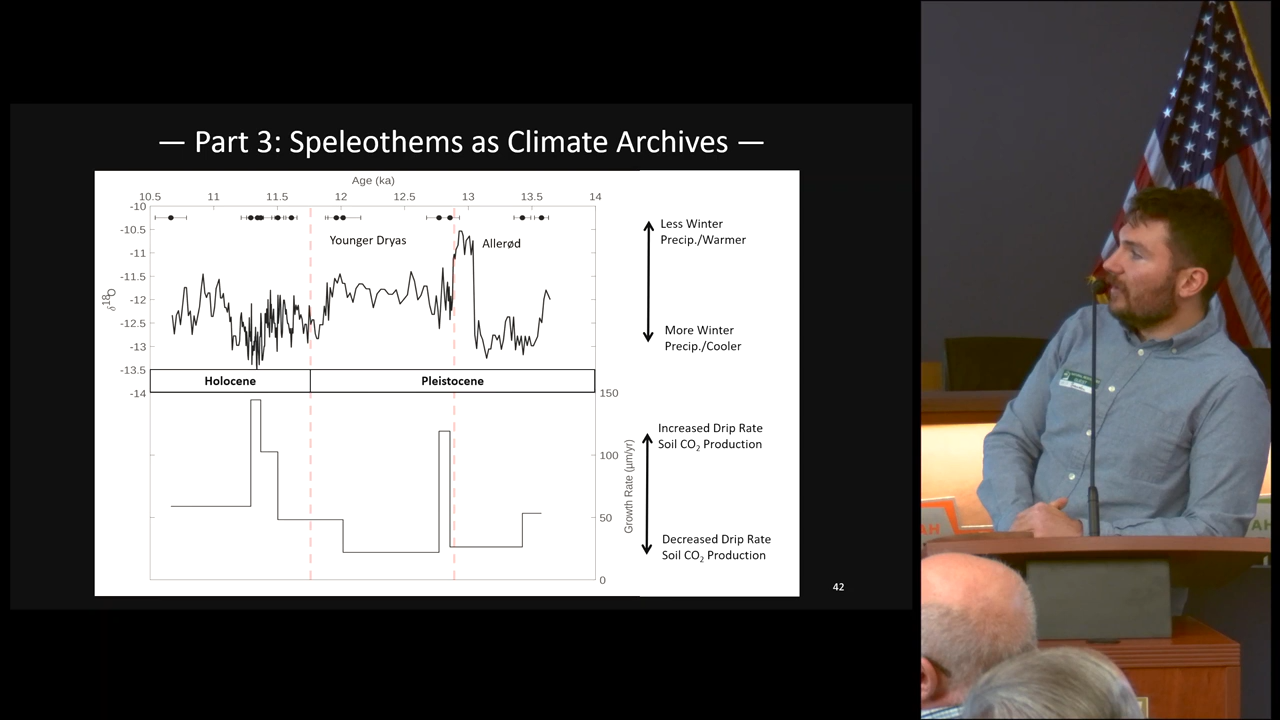 — Part 3: Speleothems as Climate Archives —
Age (ka)
10.5 11 11.5 12 12.5 13 13.5 14
-10
-10.5
-11
-11.5
-12
-12.5
-13
-13.5
-14
δ18O
Younger Dryas
Allerød
Less Winter
Precip./Warmer
More Winter
Precip./Cooler
Holocene
Pleistocene
150
100
50
0
Growth Rate (μm/yr)
Increased Drip Rate
Soil CO2 Production
Decreased Drip Rate
Soil CO2 Production
42
AH